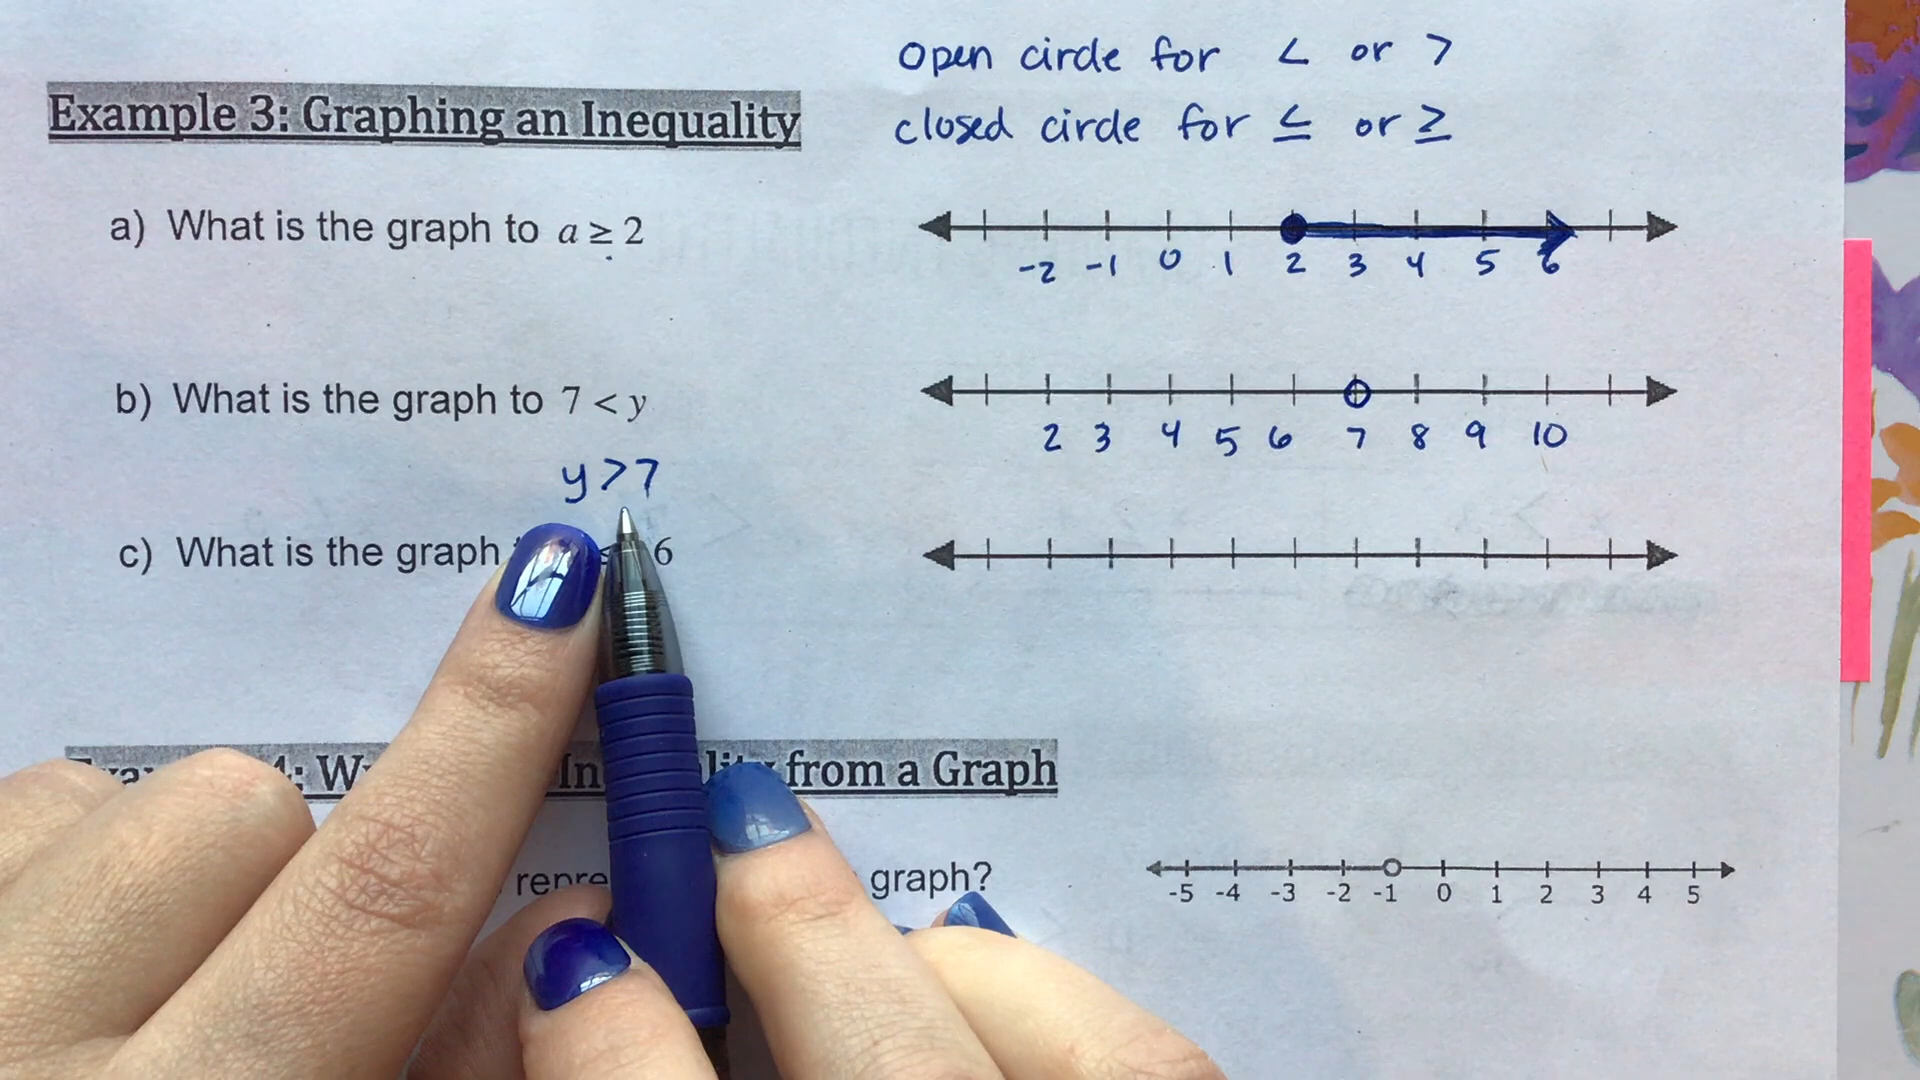 open circle for < or >
Example 3: Graphing an Inequality
closed circle for ≤ or ≥
a) What is the graph to a ≥ 2
-2 -1 0 1 2 3 4 5 6
b) What is the graph to 7 < y
2 3 4 5 6 7 8 9 10
y > 7
c) What is the graph 6
from a Graph
graph?
-5 -4 -3 -2 -1 0 1 2 3 4 5